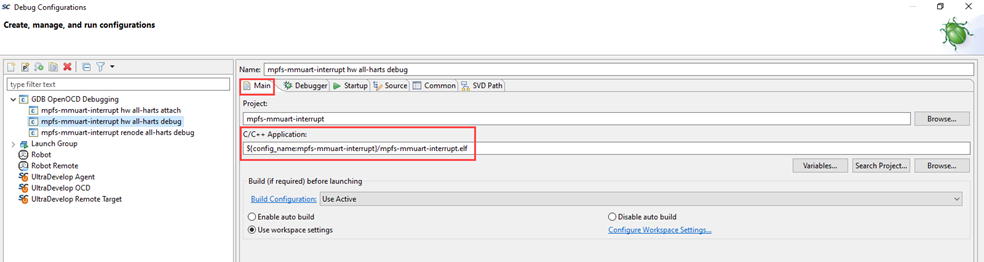 SC Debug Configurations
Create, manage, and run configurations
Name: mpfs-mmuart-interrupt hw all-harts debug
type filter text
GDB OpenOCD Debugging
mpfs-mmuart-interrupt hw all-harts attach
mpfs-mmuart-interrupt hw all-harts debug
mpfs-mmuart-interrupt renode all-harts debug
Launch Group
Robot
Robot Remote
UltraDevelop Agent
UltraDevelop OCD
UltraDevelop Remote Target
Main Debugger Startup Source Common SVD Path
Project:
mpfs-mmuart-interrupt Browse...
C/C++ Application:
${config_name:mpfs-mmuart-interrupt}/mpfs-mmuart-interrupt.elf
Variables... Search Project... Browse...
Build (if required) before launching
Build Configuration: Use Active
Enable auto build Disable auto build
Use workspace settings Configure Workspace Settings...